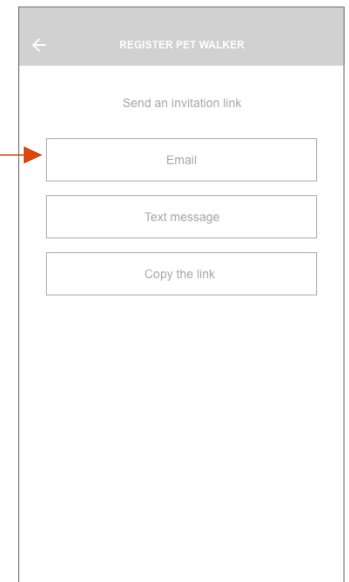 REGISTER PET WALKER
Send an invitation link
Email
Text message
Copy the link